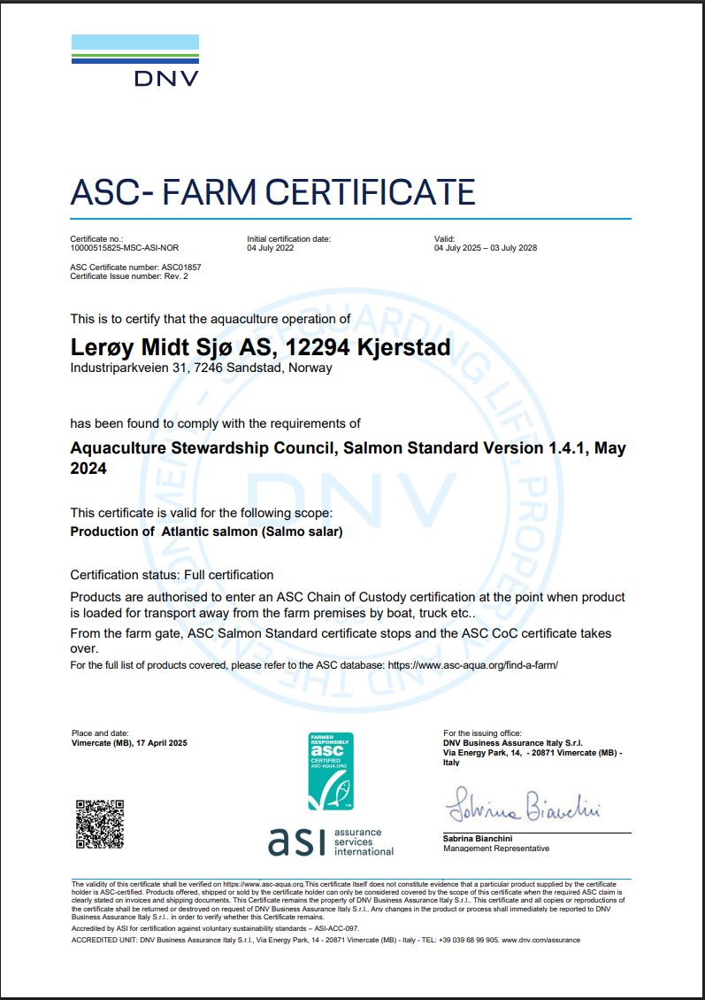 DNV
ASC- FARM CERTIFICATE
Certificate no.:
10000515825-MSC-ASI-NOR
Initial certification date:
04 July 2022
Valid:
04 July 2025 – 03 July 2028
ASC Certificate number: ASC01857
Certificate Issue number: Rev. 2
This is to certify that the aquaculture operation of
Lerøy Midt Sjø AS, 12294 Kjerstad
Industriparkveien 31, 7246 Sandstad, Norway
has been found to comply with the requirements of
Aquaculture Stewardship Council, Salmon Standard Version 1.4.1, May
2024
This certificate is valid for the following scope:
Production of Atlantic salmon (Salmo salar)
Certification status: Full certification
Products are authorised to enter an ASC Chain of Custody certification at the point when product
is loaded for transport away from the farm premises by boat, truck etc..
From the farm gate, ASC Salmon Standard certificate stops and the ASC CoC certificate takes
over.
For the full list of products covered, please refer to the ASC database: https://www.asc-aqua.org/find-a-farm/
SAFEGUARDING LIFE, PROPERTY AND THE ENVIRONMENT –
DNV
Place and date:
Vimercate (MB), 17 April 2025
FARMED
RESPONSIBLY
asc
CERTIFIED
ASC-AQUA.ORG
TM
asi assurance
services
international
For the issuing office:
DNV Business Assurance Italy S.r.l.
Via Energy Park, 14, - 20871 Vimercate (MB) -
Italy
Sabrina Bianchini
Sabrina Bianchini
Management Representative
The validity of this certificate shall be verified on https://www.asc-aqua.org.This certificate itself does not constitute evidence that a particular product supplied by the certificate
holder is ASC-certified. Products offered, shipped or sold by the certificate holder can only be considered covered by the scope of this certificate when the required ASC claim is
clearly stated on invoices and shipping documents. This Certificate remains the property of DNV Business Assurance Italy S.r.l.. This certificate and all copies or reproductions of
the certificate shall be returned or destroyed on request of DNV Business Assurance Italy S.r.l.. Any changes in the product or process shall immediately be reported to DNV
Business Assurance Italy S.r.l.. in order to verify whether this Certificate remains.
Accredited by ASI for certification against voluntary sustainability standards – ASI-ACC-097.
ACCREDITED UNIT: DNV Business Assurance Italy S.r.l., Via Energy Park, 14 - 20871 Vimercate (MB) - Italy - TEL: +39 039 68 99 905. www.dnv.com/assurance